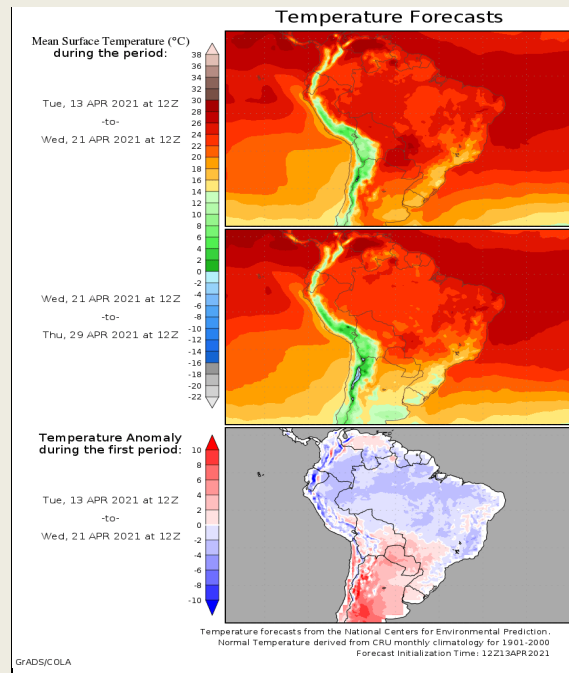 Temperature Forecasts
Mean Surface Temperature (°C)
during the period:
Tue, 13 APR 2021 at 12Z
-to-
Wed, 21 APR 2021 at 12Z
38
36
34
32
30
28
26
24
22
20
18
16
14
12
10
8
6
4
2
0
-2
-4
-6
-8
-10
-12
-14
-16
-18
-20
-22
Wed, 21 APR 2021 at 12Z
-to-
Thu, 29 APR 2021 at 12Z
Temperature Anomaly
during the first period:
Tue, 13 APR 2021 at 12Z
-to-
Wed, 21 APR 2021 at 12Z
10
8
6
4
2
0
-2
-4
-6
-8
-10
Temperature forecasts from the National Centers for Environmental Prediction.
Normal Temperature derived from CRU monthly climatology for 1901-2000
Forecast Initialization Time: 12Z13APR2021
GrADS/COLA